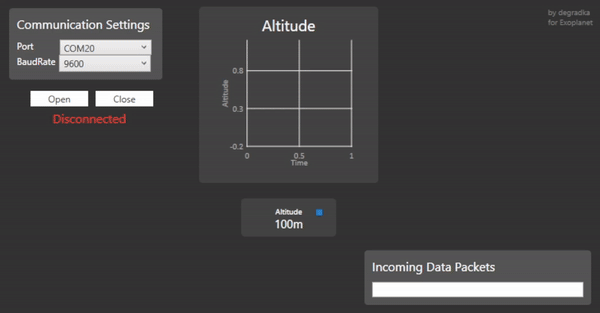 Communication Settings
Port COM20
BaudRate 9600
Open Close
Disconnected
Altitude
0.8
0.3
-0.2
Altitude
0 0.5 1
Time
by degradka
for Exoplanet
Altitude
100m
Incoming Data Packets